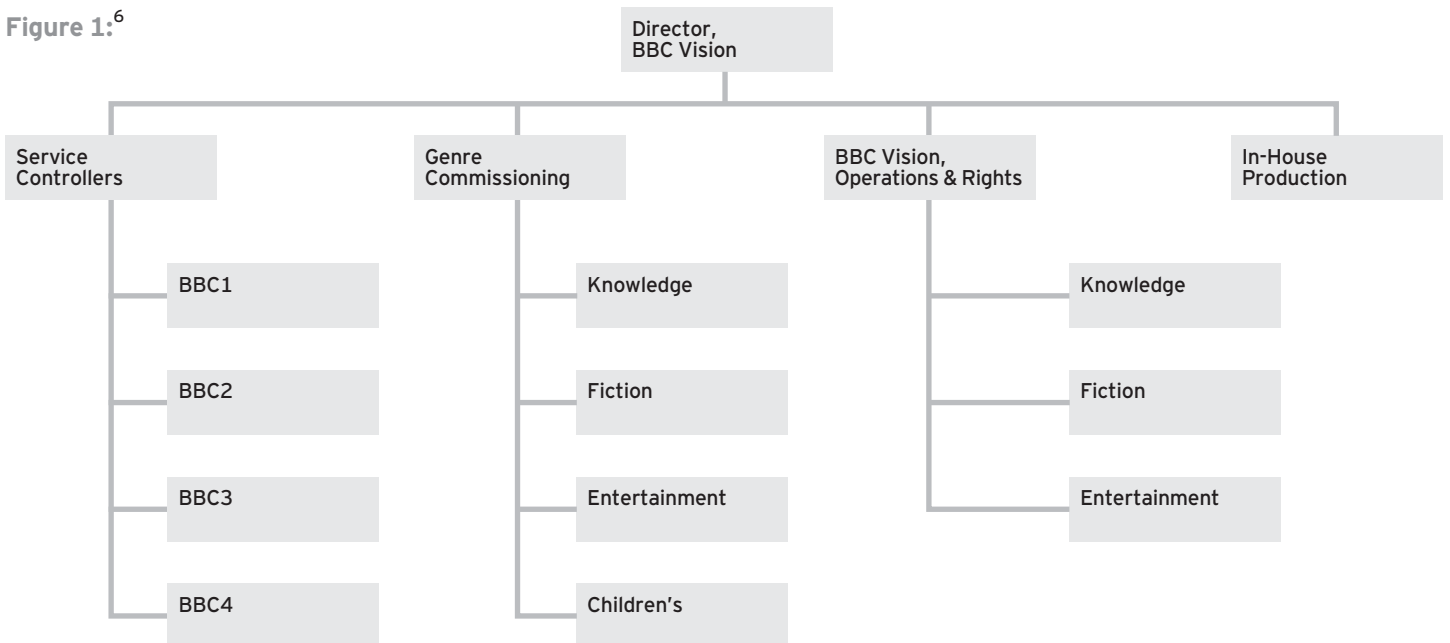 Figure 1:6
Director,
BBC Vision
Service
Controllers
Genre
Commissioning
BBC Vision,
Operations & Rights
In-House
Production
BBC1
Knowledge
Knowledge
BBC2
Fiction
Fiction
BBC3
Entertainment
Entertainment
BBC4
Children's